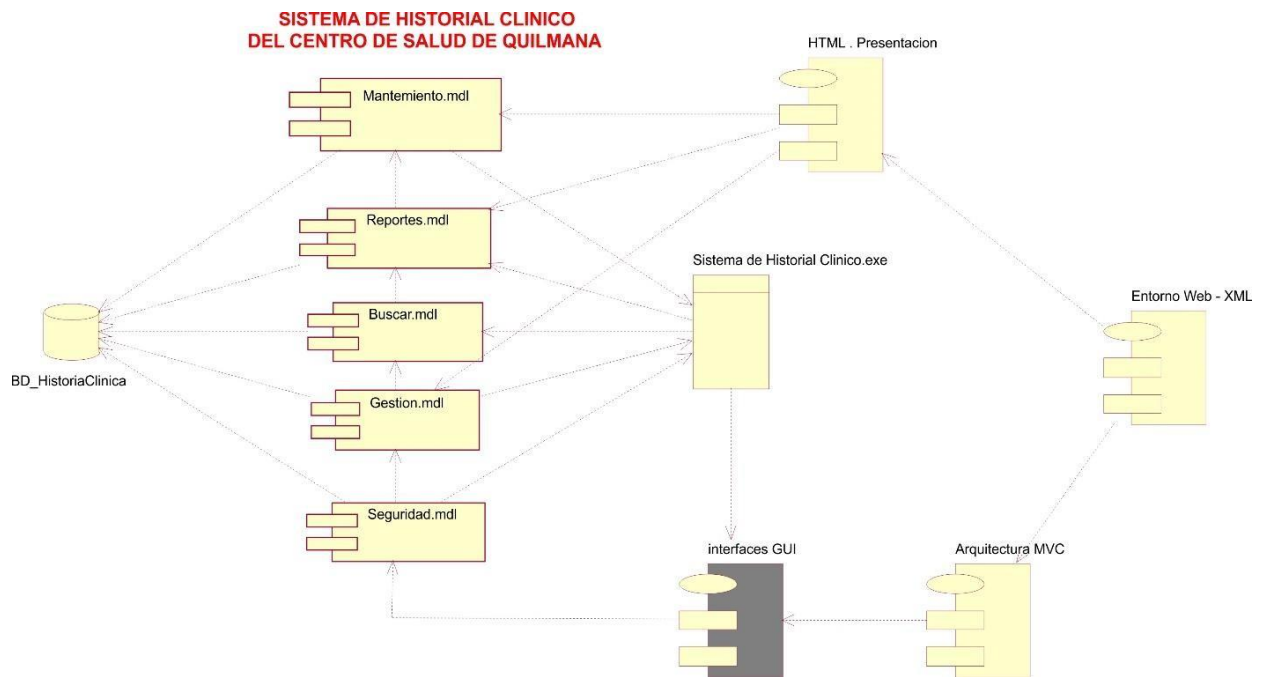 SISTEMA DE HISTORIAL CLINICO
DEL CENTRO DE SALUD DE QUILMANA
HTML . Presentacion
Mantemiento.mdl
Reportes.mdl
Sistema de Historial Clinico.exe
Entorno Web - XML
Buscar.mdl
BD_HistoriaClinica
Gestion.mdl
Seguridad.mdl
interfaces GUI
Arquitectura MVC